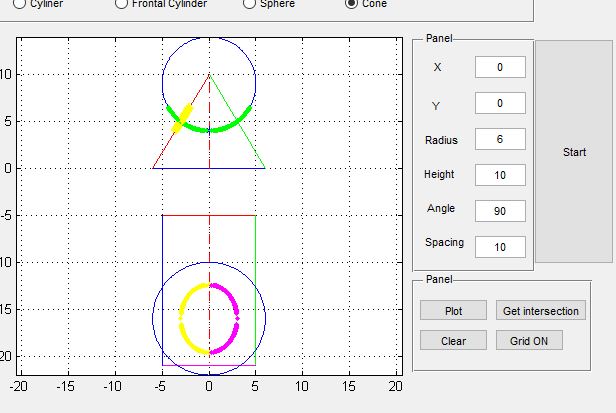 Cyliner Frontal Cylinder Sphere Cone
Panel
X 0
Y 0
Radius 6
Height 10
Angle 90
Spacing 10
Start
Panel
Plot Get intersection
Clear Grid ON
10
5
0
-5
10
15
20
-20 -15 -10 -5 0 5 10 15 20